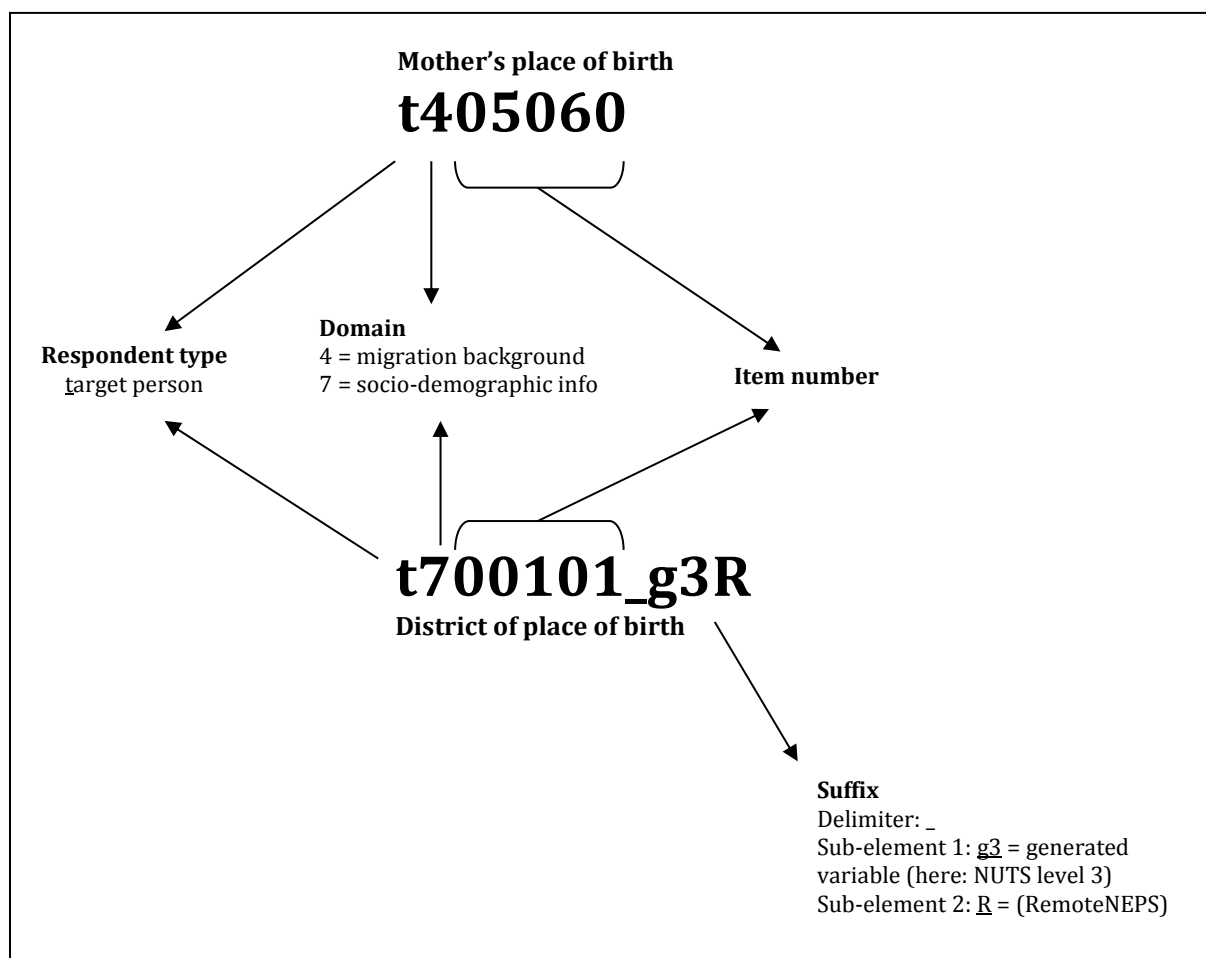 Mother’s place of birth
t405060
Respondent type
target person
Domain
4 = migration background
7 = socio-demographic info
Item number
t700101_g3R
District of place of birth
Suffix
Delimiter: _
Sub-element 1: g3 = generated
variable (here: NUTS level 3)
Sub-element 2: R = (RemoteNEPS)